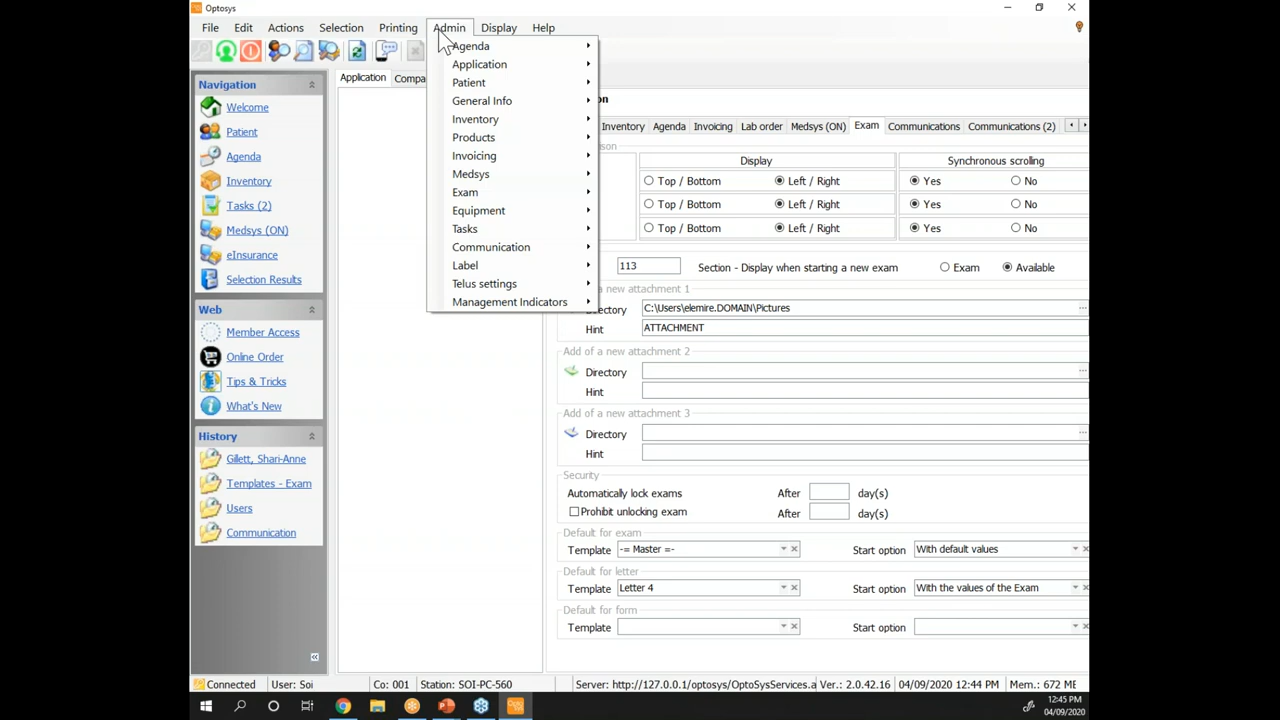 Optosys
File Edit Actions Selection Printing Admin Display Help
Agenda
Application
Patient
General Info
Inventory
Products
Invoicing
Medsys
Exam
Equipment
Tasks
Communication
Label
Telus settings
Management Indicators
Navigation
Welcome
Patient
Agenda
Inventory
Tasks (2)
Medsys (ON)
eInsurance
Selection Results
Web
Member Access
Online Order
Tips & Tricks
What's New
History
Gillett, Shari-Anne
Templates - Exam
Users
Communication
Application Compa
on
Inventory Agenda Invoicing Lab order Medsys (ON) Exam Communications Communications (2)
ison
Display Synchronous scrolling
Top / Bottom Left / Right Yes No
Top / Bottom Left / Right Yes No
Top / Bottom Left / Right Yes No
113 Section - Display when starting a new exam Exam Available
a new attachment 1
Directory C:\Users\elemire.DOMAIN\Pictures ...
Hint ATTACHMENT
Add of a new attachment 2
Directory ...
Hint
Add of a new attachment 3
Directory ...
Hint
Security
Automatically lock exams After day(s)
Prohibit unlocking exam After day(s)
Default for exam
Template -= Master =- Start option With default values
Default for letter
Template Letter 4 Start option With the values of the Exam
Default for form
Template Start option
Connected User: Soi Co: 001 Station: SOI-PC-560 Server: http://127.0.0.1/optosys/OptoSysServices.a Ver.: 2.0.42.16 04/09/2020 12:44 PM Mem.: 672 ME
12:45 PM
04/09/2020